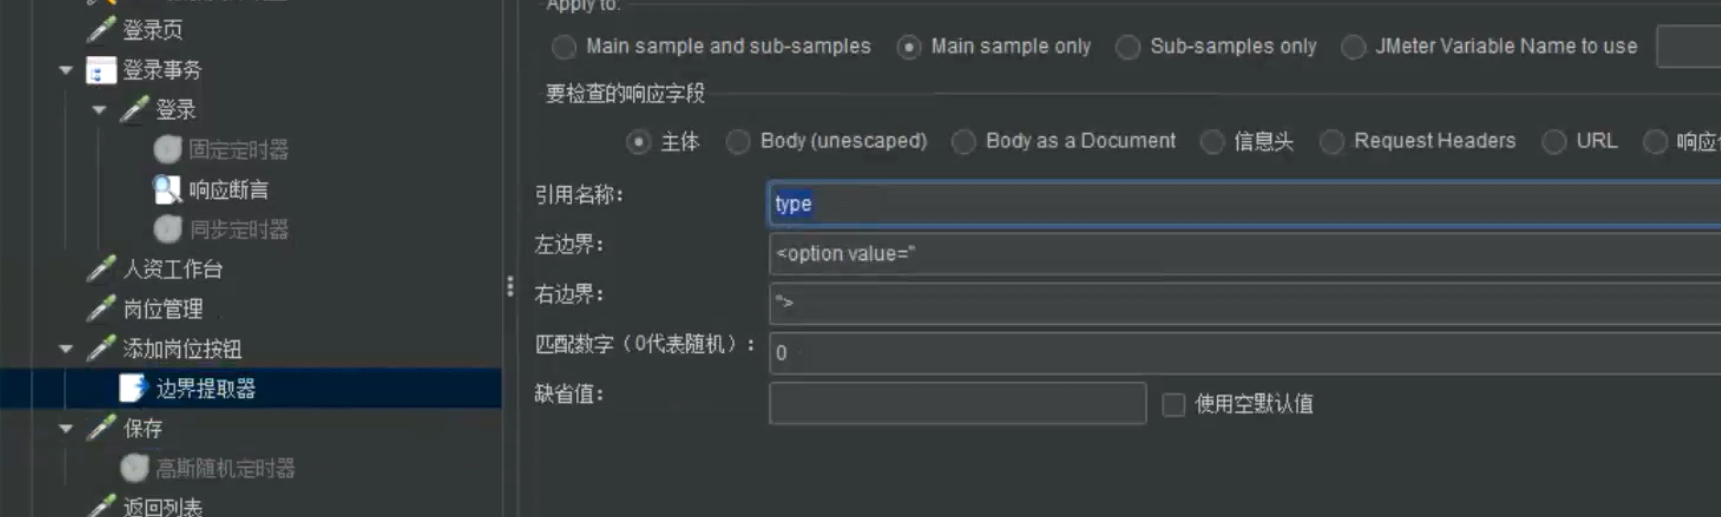 登录页
登录事务
登录
固定定时器
响应断言
同步定时器
人资工作台
岗位管理
添加岗位按钮
边界提取器
保存
高斯随机定时器
返回列表
Apply to:
Main sample and sub-samples Main sample only Sub-samples only JMeter Variable Name to use
要检查的响应字段
主体 Body (unescaped) Body as a Document 信息头 Request Headers URL 响应
引用名称: type
左边界: <option value="
右边界: ">
匹配数字（0代表随机）: 0
缺省值: 使用空默认值